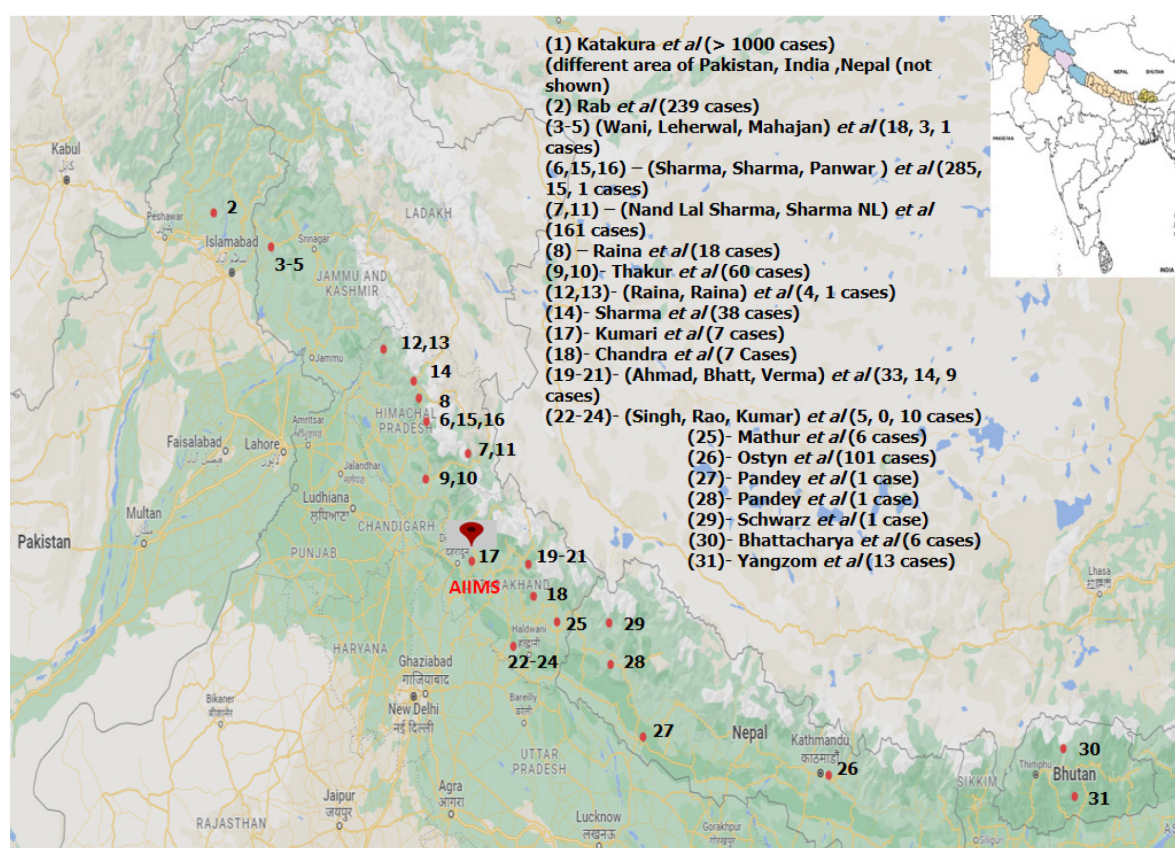 (1) Katakura et al (> 1000 cases)
(different area of Pakistan, India ,Nepal (not
shown)
(2) Rab et al (239 cases)
(3-5) (Wani, Leherwal, Mahajan) et al (18, 3, 1
cases)
(6,15,16) – (Sharma, Sharma, Panwar ) et al (285,
15, 1 cases)
(7,11) – (Nand Lal Sharma, Sharma NL) et al
(161 cases)
(8) – Raina et al (18 cases)
(9,10)- Thakur et al (60 cases)
(12,13)- (Raina, Raina) et al (4, 1 cases)
(14)- Sharma et al (38 cases)
(17)- Kumari et al (7 cases)
(18)- Chandra et al (7 Cases)
(19-21)- (Ahmad, Bhatt, Verma) et al (33, 14, 9
cases)
(22-24)- (Singh, Rao, Kumar) et al (5, 0, 10 cases)
(25)- Mathur et al (6 cases)
(26)- Ostyn et al (101 cases)
(27)- Pandey et al (1 case)
(28)- Pandey et al (1 case)
(29)- Schwarz et al (1 case)
(30)- Bhattacharya et al (6 cases)
(31)- Yangzom et al (13 cases)
NEPAL
BHUTAN
PAKISTAN
INDIA
Kabul
کابل
Peshawar
2
Islamabad
3-5
Srinagar
LADAKH
JAMMU AND
KASHMIR
Jammu
12,13
14
8
HIMACHAL
PRADESH
6,15,16
Amritsar
Faisalabad
Lahore
7,11
Jalandhar
9,10
Ludhiana
ਲੁਧਿਆਣਾ
Multan
CHANDIGARH
Pakistan
PUNJAB
देहरादून
17
19-21
AIIMS
18
Lhasa
25
29
Haldwani
हल्द्वानी
HARYANA
22-24
28
Ghaziabad
गाज़ियाबाद
Bikaner
बीकानेर
New Delhi
नई दिल्ली
Bareilly
बरेली
27
Nepal
Kathmandu
काठमाडौं
26
30
Thimphu
Bhutan
31
UTTAR
PRADESH
SIKKIM
Agra
आगरा
Jaipur
जयपुर
RAJASTHAN
Lucknow
लखनऊ
Gorakhpur
गोरखपुर
Siliguri